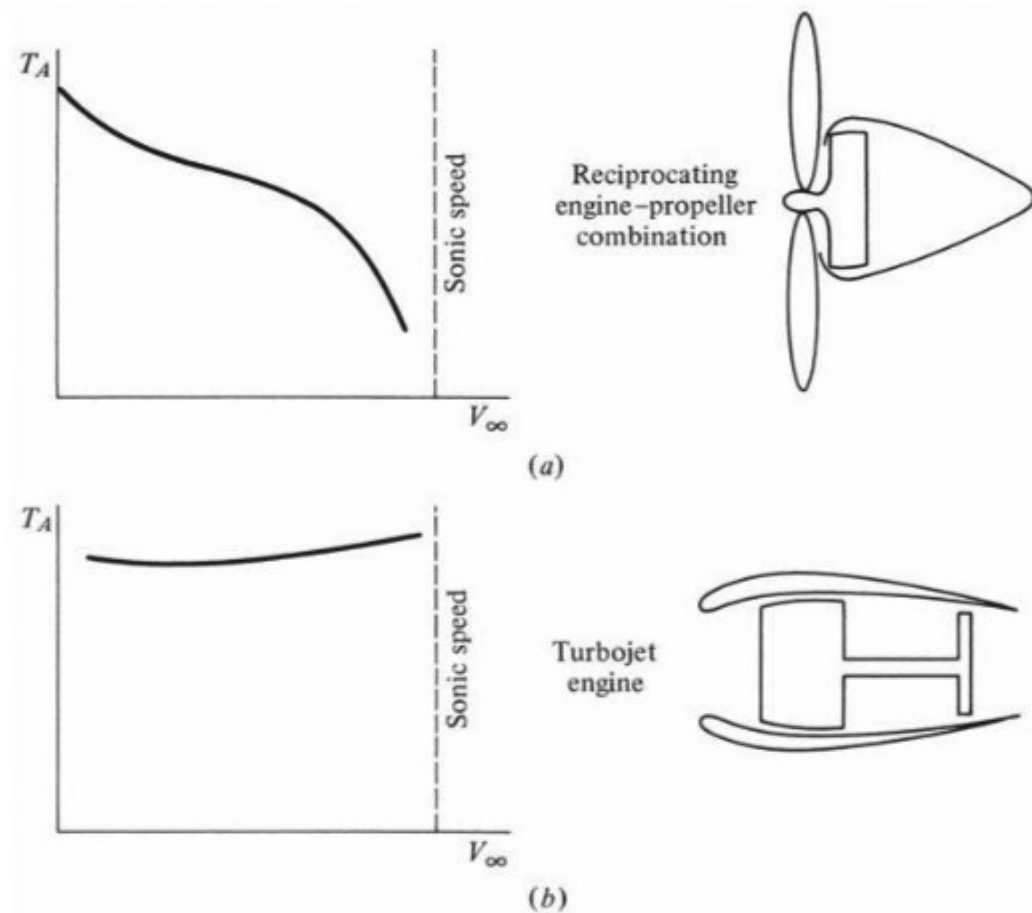 T_A
Sonic speed
V_∞
Reciprocating
engine–propeller
combination
(a)
T_A
Sonic speed
V_∞
Turbojet
engine
(b)